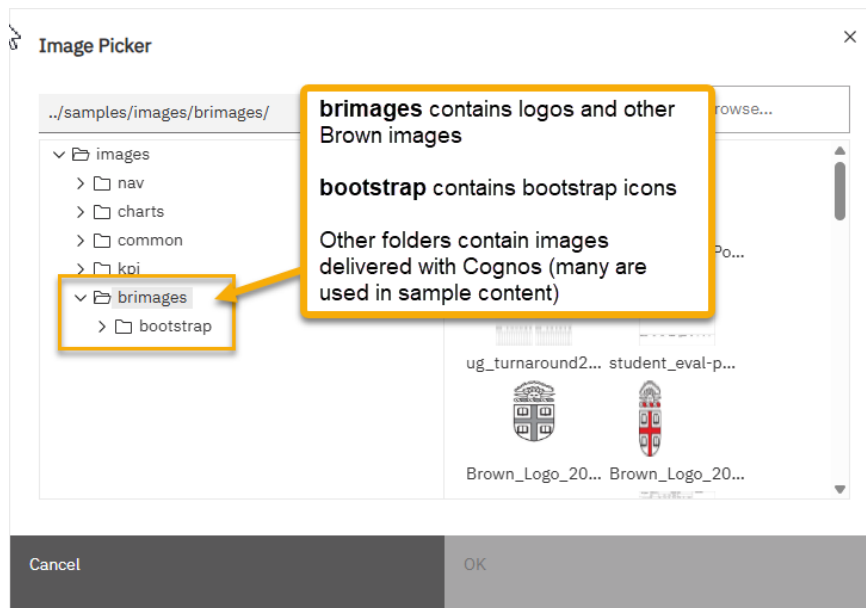 Image Picker
../samples/images/brimages/
rowse...
images
nav
charts
common
kpi
brimages
bootstrap
brimages contains logos and other
Brown images
bootstrap contains bootstrap icons
Other folders contain images
delivered with Cognos (many are
used in sample content)
Po...
ug_turnaround2... student_eval-p...
Brown_Logo_20... Brown_Logo_20...
Cancel
OK